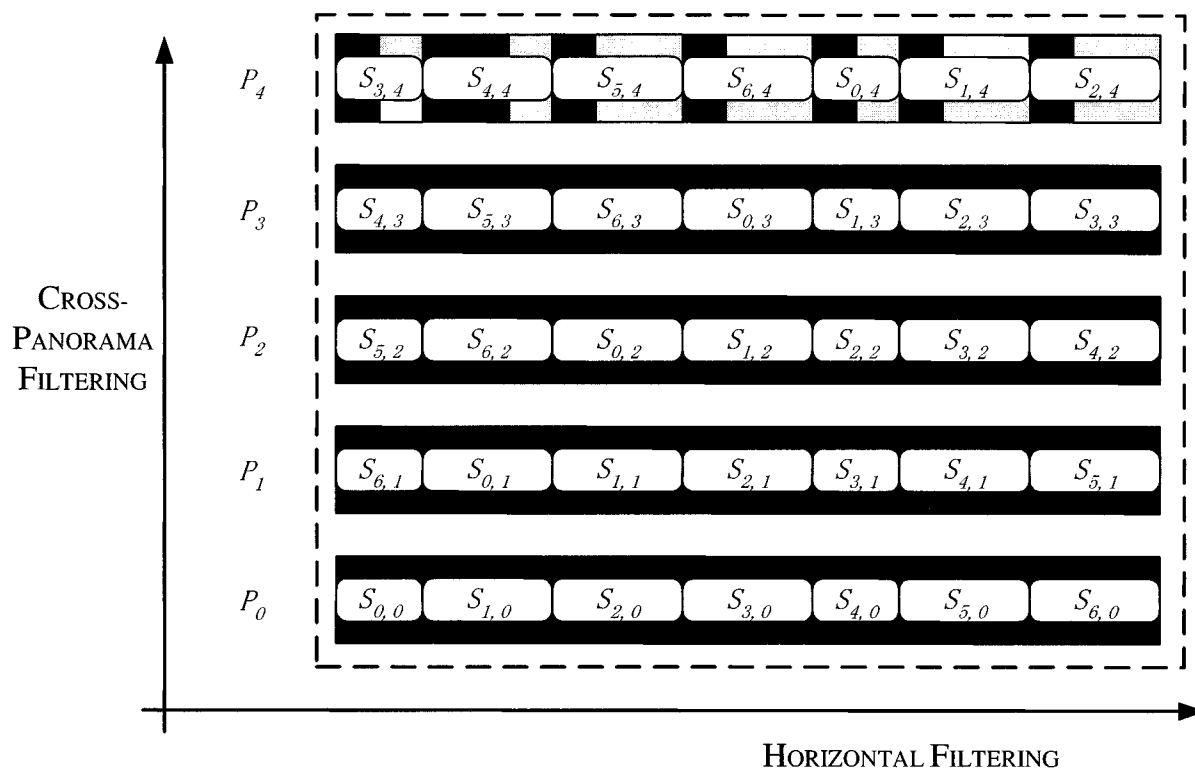 P4 S3, 4 S4, 4 S5, 4 S6, 4 S0, 4 S1, 4 S2, 4
P3 S4, 3 S5, 3 S6, 3 S0, 3 S1, 3 S2, 3 S3, 3
CROSS-
PANORAMA
FILTERING
P2 S5, 2 S6, 2 S0, 2 S1, 2 S2, 2 S3, 2 S4, 2
P1 S6, 1 S0, 1 S1, 1 S2, 1 S3, 1 S4, 1 S5, 1
P0 S0, 0 S1, 0 S2, 0 S3, 0 S4, 0 S5, 0 S6, 0
HORIZONTAL FILTERING